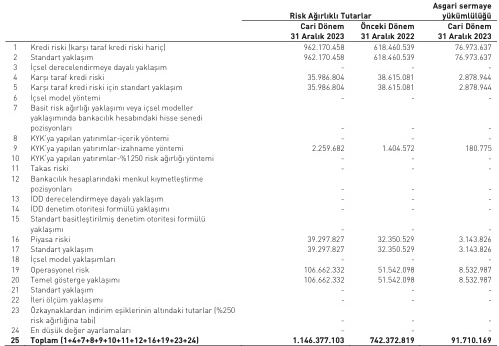 Asgari sermaye
Risk Ağırlıklı Tutarlar yükümlülüğü
Cari Dönem Önceki Dönem Cari Dönem
31 Aralık 2023 31 Aralık 2022 31 Aralık 2023
1 Kredi riski (karşı taraf kredi riski hariç) 962.170.458 618.460.539 76.973.637
2 Standart yaklaşım 962.170.458 618.460.539 76.973.637
3 İçsel derecelendirmeye dayalı yaklaşım - - -
4 Karşı taraf kredi riski 35.986.804 38.615.081 2.878.944
5 Karşı taraf kredi riski için standart yaklaşım 35.986.804 38.615.081 2.878.944
6 İçsel model yöntemi - - -
7 Basit risk ağırlığı yaklaşımı veya içsel modeller
yaklaşımında bankacılık hesabındaki hisse senedi
pozisyonları - - -
8 KYK'ya yapılan yatırımlar-içerik yöntemi - - -
9 KYK'ya yapılan yatırımlar-izahname yöntemi 2.259.682 1.404.572 180.775
10 KYK'ya yapılan yatırımlar-%1250 risk ağırlığı yöntemi - - -
11 Takas riski - - -
12 Bankacılık hesaplarındaki menkul kıymetleştirme
pozisyonları - - -
13 İDD derecelendirmeye dayalı yaklaşım - - -
14 İDD denetim otoritesi formülü yaklaşımı - - -
15 Standart basitleştirilmiş denetim otoritesi formülü
yaklaşımı - - -
16 Piyasa riski 39.297.827 32.350.529 3.143.826
17 Standart yaklaşım 39.297.827 32.350.529 3.143.826
18 İçsel model yaklaşımları - - -
19 Operasyonel risk 106.662.332 51.542.098 8.532.987
20 Temel gösterge yaklaşımı 106.662.332 51.542.098 8.532.987
21 Standart yaklaşım - - -
22 İleri ölçüm yaklaşımı - - -
23 Özkaynaklardan indirim eşiklerinin altındaki tutarlar (%250
risk ağırlığına tabi) - - -
24 En düşük değer ayarlamaları - - -
25 Toplam (1+4+7+8+9+10+11+12+16+19+23+24) 1.146.377.103 742.372.819 91.710.169